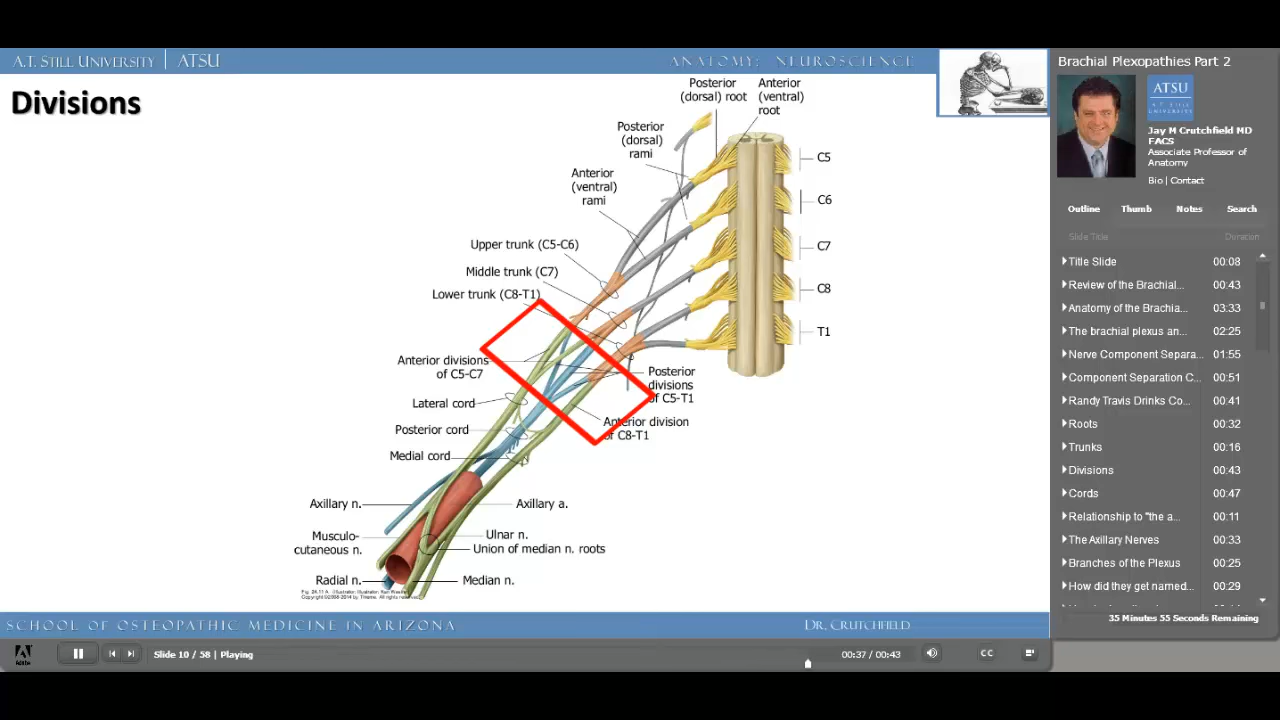 A.T. Still University | ATSU
Anatomy: Neuroscience
Divisions
Posterior
(dorsal) root
Anterior
(ventral)
root
Posterior
(dorsal)
rami
Anterior
(ventral)
rami
C5
C6
C7
C8
T1
Upper trunk (C5-C6)
Middle trunk (C7)
Lower trunk (C8-T1)
Anterior divisions
of C5-C7
Posterior
divisions
of C5-T1
Lateral cord
Anterior division
of C8-T1
Posterior cord
Medial cord
Axillary n.
Axillary a.
Musculo-
cutaneous n.
Ulnar n.
Union of median n. roots
Radial n.
Median n.
School of Osteopathic Medicine in Arizona
Dr. Crutchfield
Adobe
Slide 10 / 58 | Playing
00:37 / 00:43
CC
Brachial Plexopathies Part 2
ATSU
Jay M Crutchfield MD
FACS
Associate Professor of
Anatomy
Bio | Contact
Outline Thumb Notes Search
Slide Title Duration
Title Slide 00:08
Review of the Brachial... 00:43
Anatomy of the Brachia... 03:33
The brachial plexus an... 02:25
Nerve Component Separa... 01:55
Component Separation C... 00:51
Randy Travis Drinks Co... 00:41
Roots 00:32
Trunks 00:16
Divisions 00:43
Cords 00:47
Relationship to "the a... 00:11
The Axillary Nerves 00:33
Branches of the Plexus 00:25
How did they get named... 00:29
35 Minutes 55 Seconds Remaining